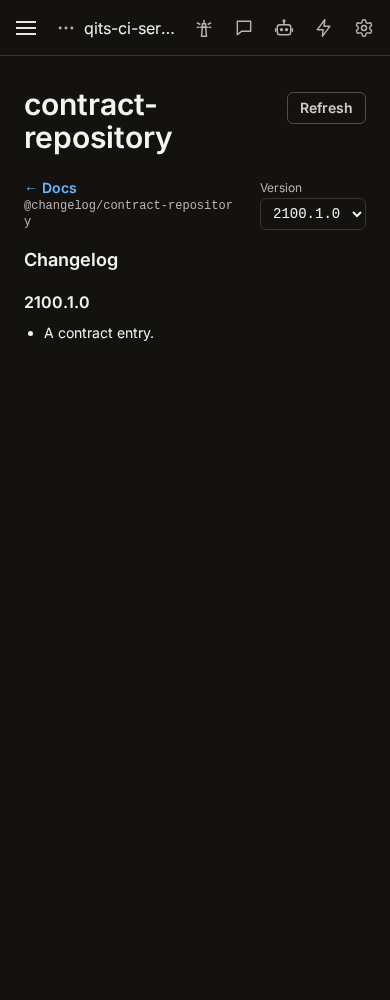 qits-ci-ser...
contract-
repository
Refresh
← Docs
@changelog/contract-repositor
y
Version
2100.1.0
Changelog
2100.1.0
• A contract entry.